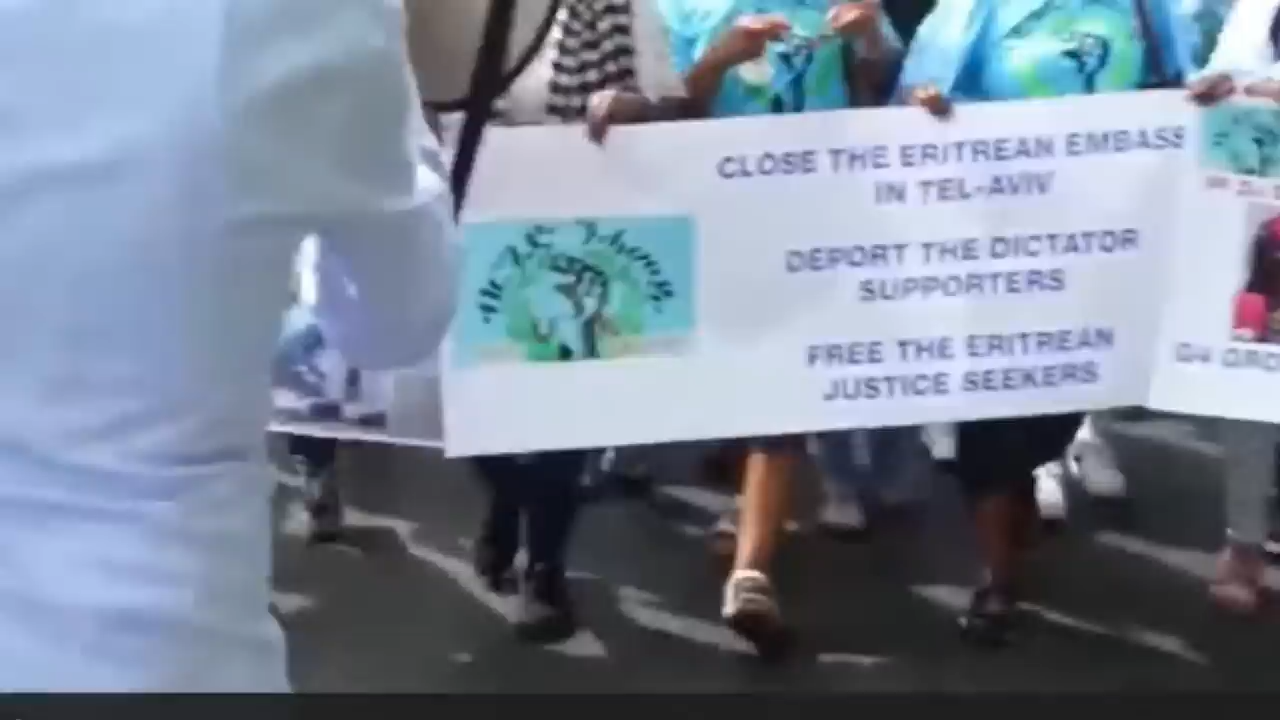 CLOSE THE ERITREAN EMBASS
IN TEL-AVIV
DEPORT THE DICTATOR
SUPPORTERS
FREE THE ERITREAN
JUSTICE SEEKERS